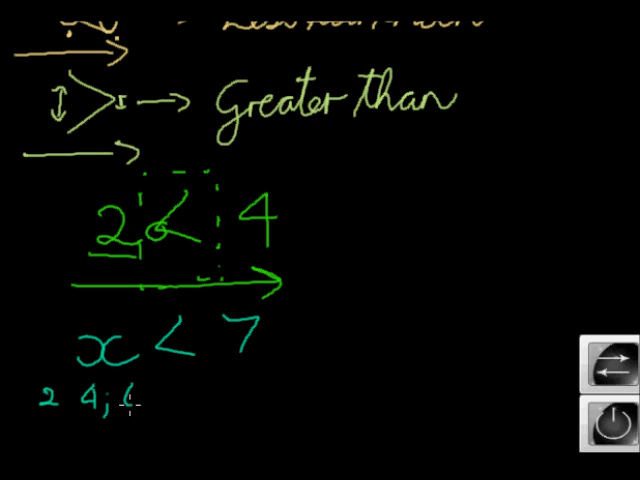 > → Greater than
2 < 4
x < 7
2 4;